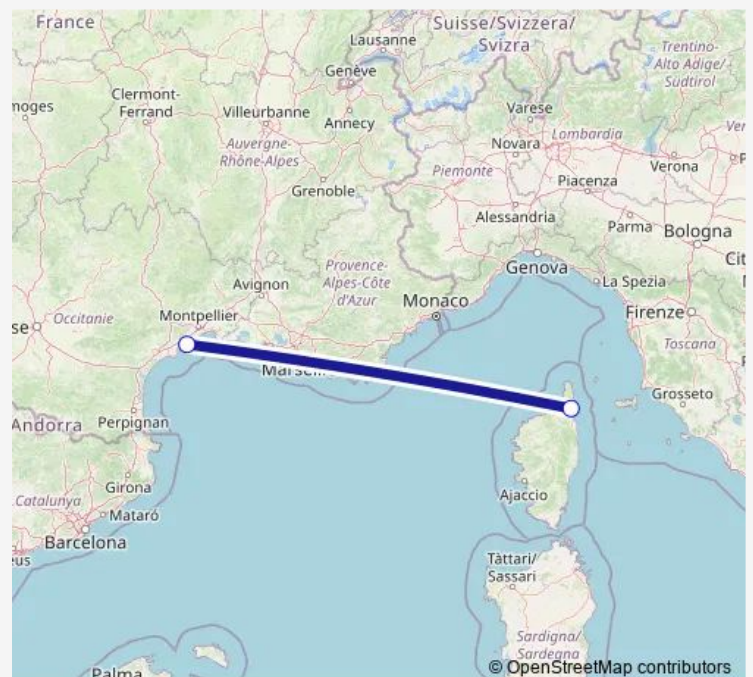 France
Suisse/Svizzera/
Svizra
Lausanne
Genève
Trentino-
Alto Adige/
Südtirol
Clermont-
Ferrand
moges
Villeurbanne
Annecy
Varese
Lombardia
Novara
Auvergne-
Rhône-Alpes
Verona
Piemonte
Piacenza
Grenoble
Alessandria
Parma
Bologna
Genova
Provence-
Alpes-Côte
d'Azur
Avignon
La Spezia
Monaco
Firenze
Occitanie
Montpellier
Toscana
Grosseto
Andorra
Perpignan
Girona
Catalunya
Mataró
Barcelona
Ajaccio
Tàttari/
Sassari
Sardigna/
Sardegna
Palma
© OpenStreetMap contributors